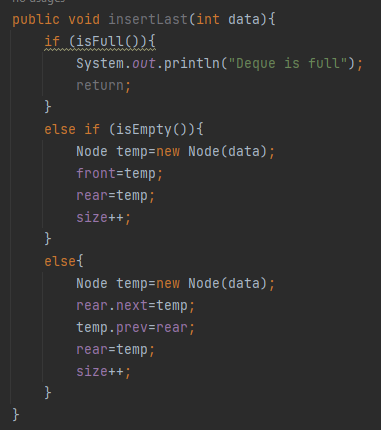 no usages
public void insertLast(int data){
if (isFull()){
System.out.println("Deque is full");
return;
}
else if (isEmpty()){
Node temp=new Node(data);
front=temp;
rear=temp;
size++;
}
else{
Node temp=new Node(data);
rear.next=temp;
temp.prev=rear;
rear=temp;
size++;
}
}